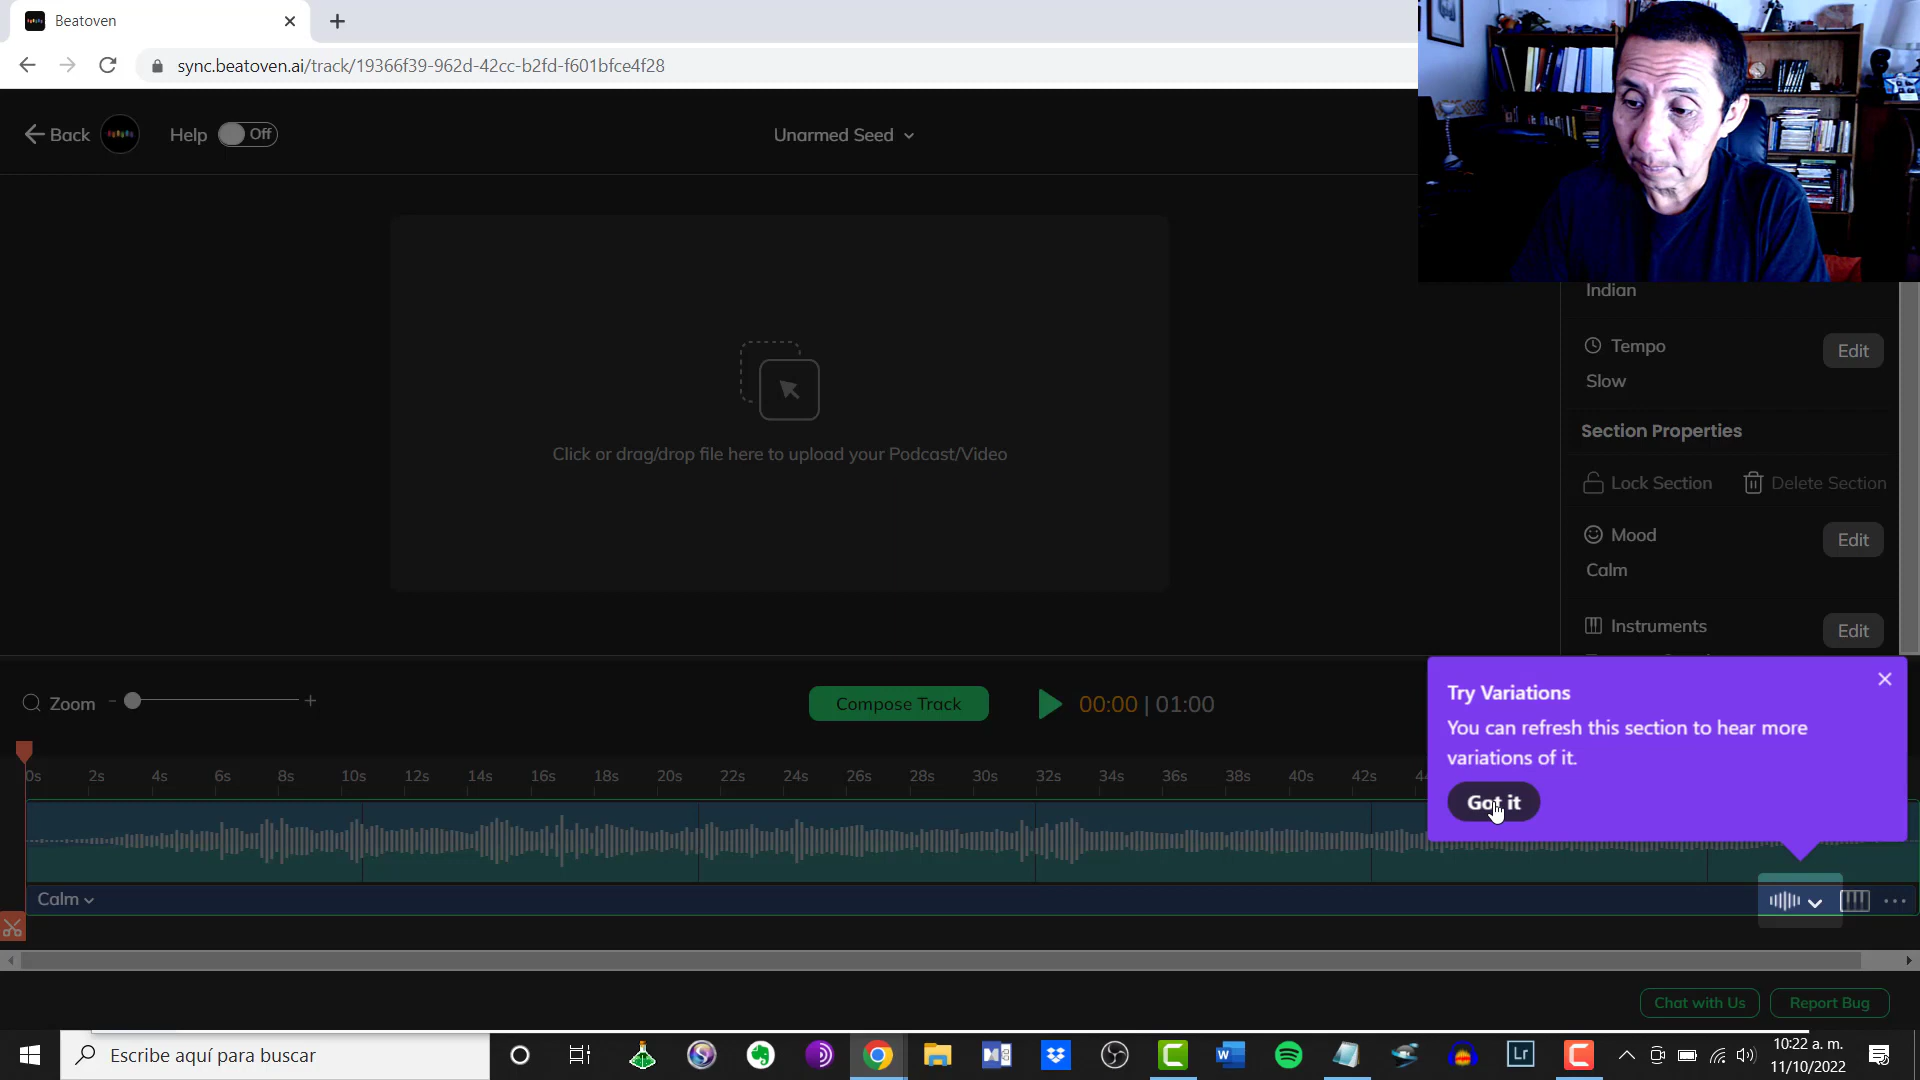 Beatoven
sync.beatoven.ai/track/19366f39-962d-42cc-b2fd-f601bfce4f28
Back
Help
Off
Unarmed Seed
Indian
Tempo
Edit
Slow
Section Properties
Lock Section
Delete Section
Mood
Edit
Calm
Instruments
Edit
Click or drag/drop file here to upload your Podcast/Video
Zoom - +
Compose Track
00:00 | 01:00
Try Variations
You can refresh this section to hear more
variations of it.
Got it
0s 2s 4s 6s 8s 10s 12s 14s 16s 18s 20s 22s 24s 26s 28s 30s 32s 34s 36s 38s 40s 42s
Calm
Chat with Us
Report Bug
Escribe aquí para buscar
Lr
10:22 a. m.
11/10/2022